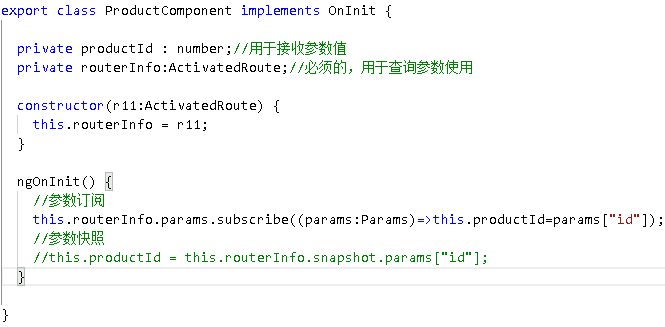 export class ProductComponent implements OnInit {
private productId : number;//用于接收参数值
private routerInfo:ActivatedRoute;//必须的，用于查询参数使用
constructor(r11:ActivatedRoute) {
this.routerInfo = r11;
}
ngOnInit() {
//参数订阅
this.routerInfo.params.subscribe((params:Params)=>this.productId=params["id"]);
//参数快照
//this.productId = this.routerInfo.snapshot.params["id"];
}
}